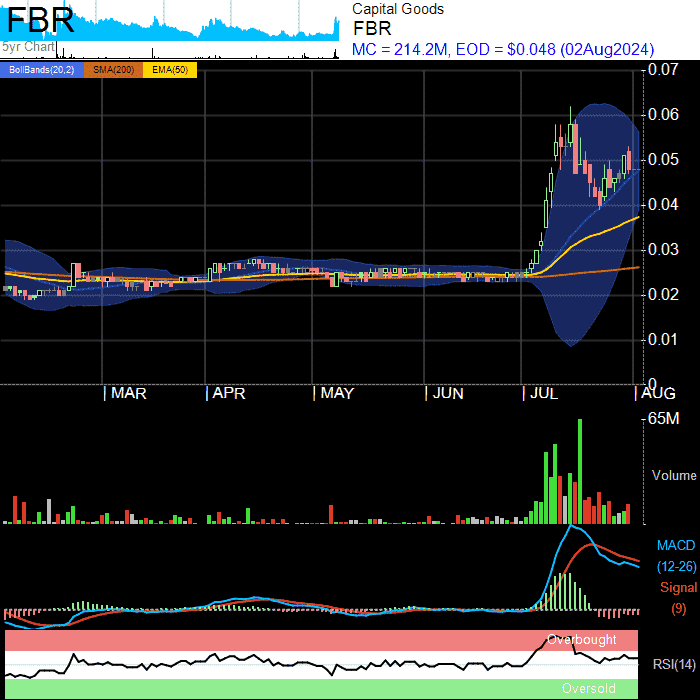 FBR
5yr Chart
Capital Goods
FBR
MC = 214.2M, EOD = $0.048 (02Aug2024)
BollBands(20,2) SMA(200) EMA(50)
0.07
0.06
0.05
0.04
0.03
0.02
0.01
0
| MAR | APR | MAY | JUN | JUL | AUG
65M
Volume
MACD
(12-26)
Signal
(9)
Overbought
RSI(14)
Oversold